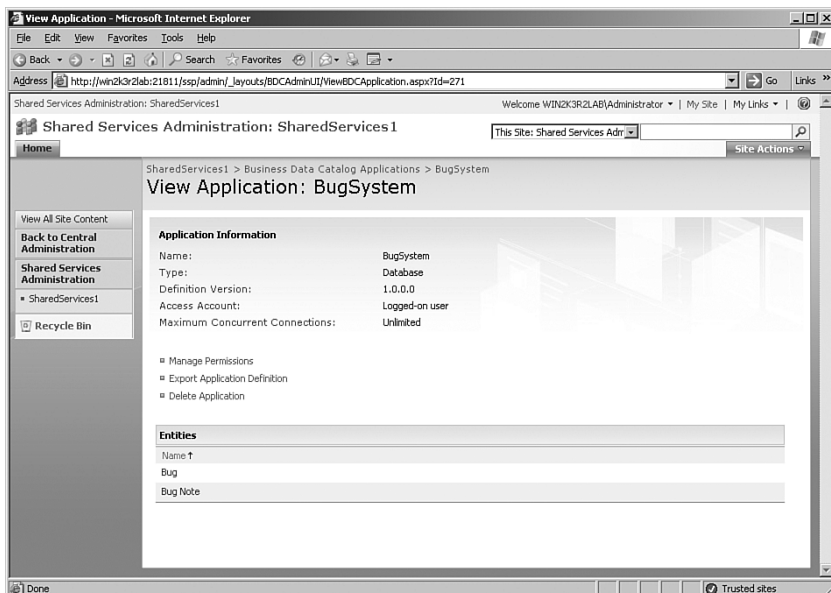 View Application - Microsoft Internet Explorer
File Edit View Favorites Tools Help
Back Search Favorites
Address http://win2k3r2lab:21811/ssp/admin/_layouts/BDCAdminUI/ViewBDCApplication.aspx?Id=271 Go Links »
Shared Services Administration: SharedServices1 Welcome WIN2K3R2LAB\Administrator | My Site | My Links |
Shared Services Administration: SharedServices1 This Site: Shared Services Adm
Home Site Actions
SharedServices1 > Business Data Catalog Applications > BugSystem
View Application: BugSystem
View All Site Content
Back to Central
Administration
Shared Services
Administration
SharedServices1
Recycle Bin
Application Information
Name: BugSystem
Type: Database
Definition Version: 1.0.0.0
Access Account: Logged-on user
Maximum Concurrent Connections: Unlimited
Manage Permissions
Export Application Definition
Delete Application
Entities
Name
Bug
Bug Note
Done Trusted sites